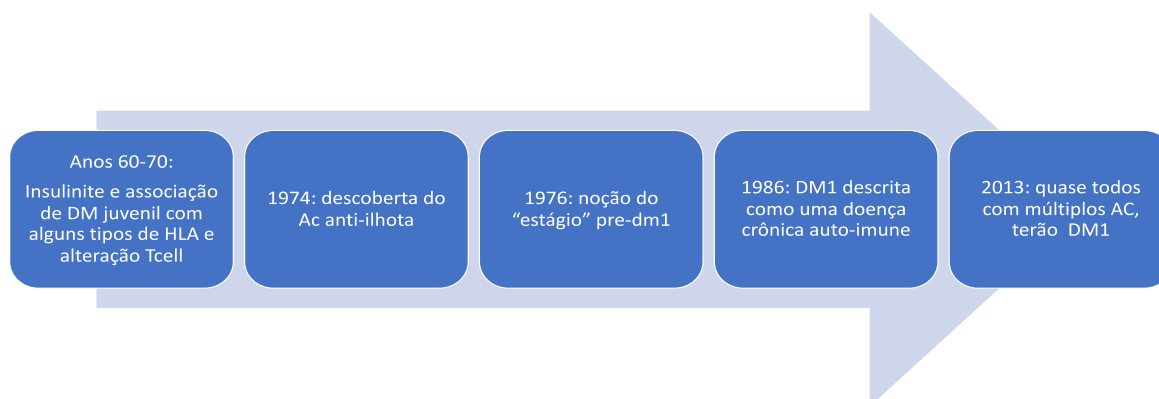 Anos 60-70:
Insulinite e associação
de DM juvenil com
alguns tipos de HLA e
alteração Tcell
1974: descoberta do
Ac anti-ilhota
1976: noção do
“estágio” pre-dm1
1986: DM1 descrita
como uma doença
crônica auto-imune
2013: quase todos
com múltiplos AC,
terão DM1